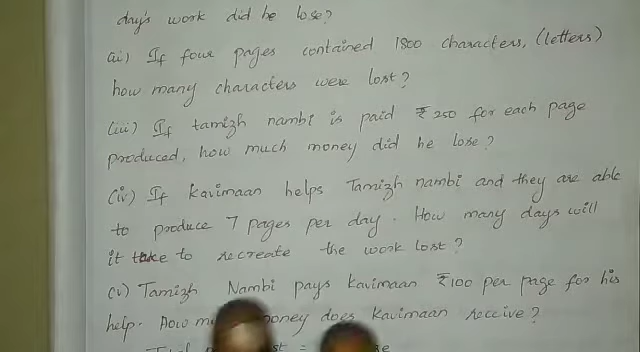 day's work did he lose?
(ii) If four pages contained 1800 characters, (letters)
how many characters were lost?
(iii) If tamizh nambi is paid ₹250 for each page
produced, how much money did he lose?
(iv) If kavimaan helps Tamizh nambi and they are able
to produce 7 pages per day. How many days will
it take to recreate the work lost?
(v) Tamizh Nambi pays kavimaan ₹100 per page for his
help. How money does kavimaan receive?